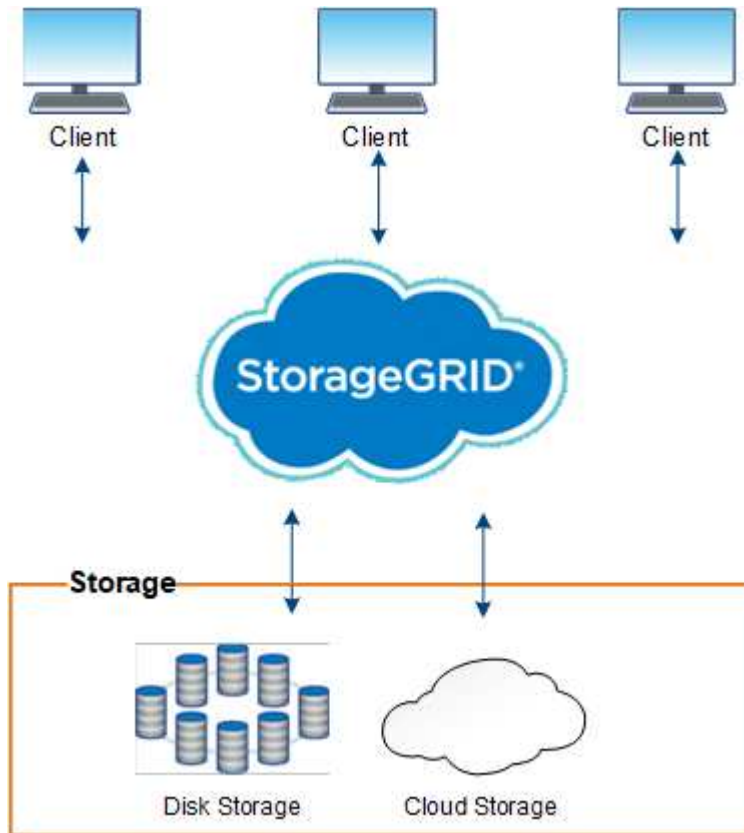 Client
Client
Client
StorageGRID®
Storage
Disk Storage
Cloud Storage